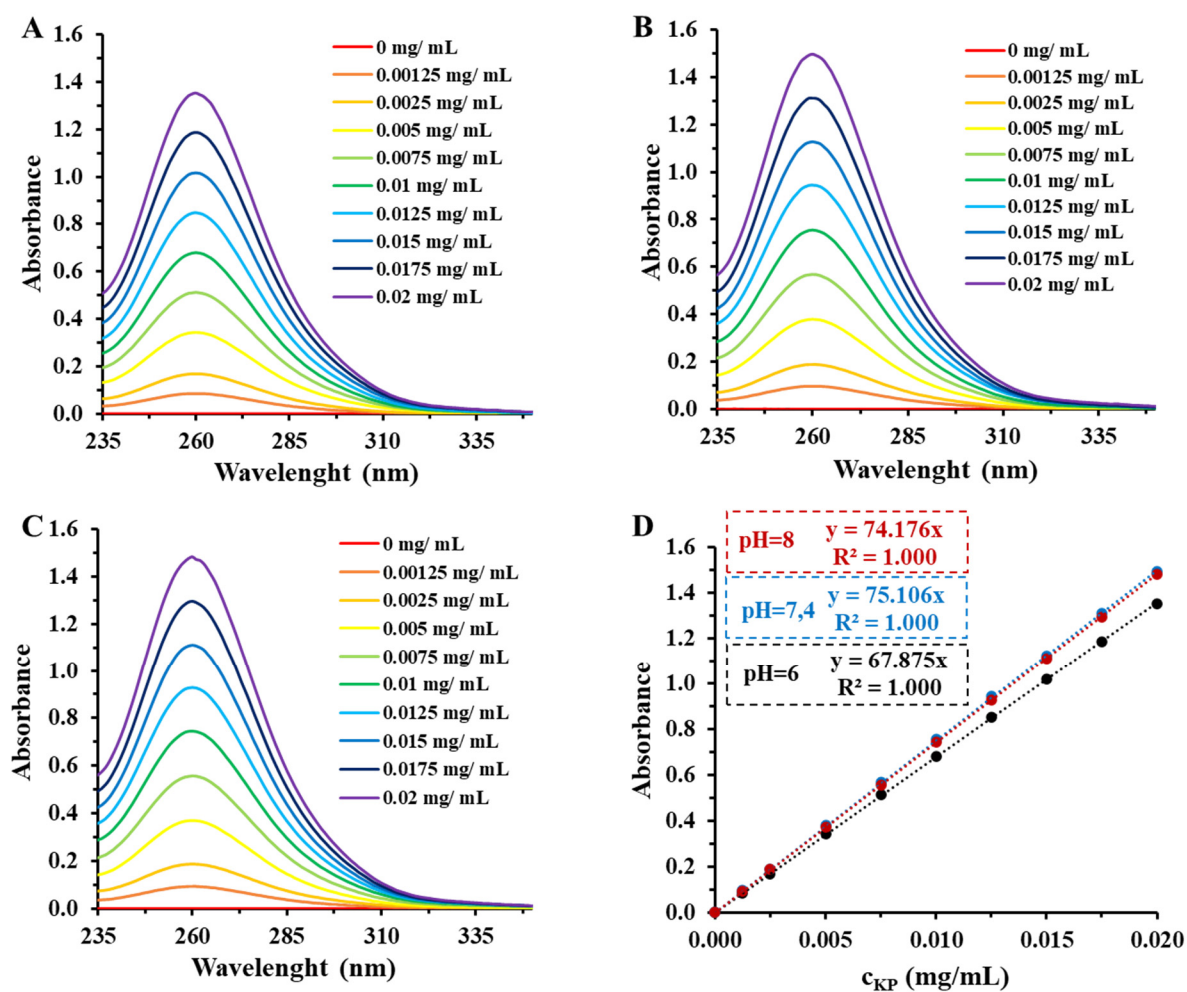 A
Absorbance
1.6
1.4
1.2
1.0
0.8
0.6
0.4
0.2
0.0
235
260
285
310
335
Wavelenght (nm)
0 mg/ mL
0.00125 mg/ mL
0.0025 mg/ mL
0.005 mg/ mL
0.0075 mg/ mL
0.01 mg/ mL
0.0125 mg/ mL
0.015 mg/ mL
0.0175 mg/ mL
0.02 mg/ mL
B
Absorbance
1.6
1.4
1.2
1.0
0.8
0.6
0.4
0.2
0.0
235
260
285
310
335
Wavelenght (nm)
0 mg/ mL
0.00125 mg/ mL
0.0025 mg/ mL
0.005 mg/ mL
0.0075 mg/ mL
0.01 mg/ mL
0.0125 mg/ mL
0.015 mg/ mL
0.0175 mg/ mL
0.02 mg/ mL
C
Absorbance
1.6
1.4
1.2
1.0
0.8
0.6
0.4
0.2
0.0
235
260
285
310
335
Wavelenght (nm)
0 mg/ mL
0.00125 mg/ mL
0.0025 mg/ mL
0.005 mg/ mL
0.0075 mg/ mL
0.01 mg/ mL
0.0125 mg/ mL
0.015 mg/ mL
0.0175 mg/ mL
0.02 mg/ mL
D
pH=8 y = 74.176x
R² = 1.000
pH=7,4 y = 75.106x
R² = 1.000
pH=6 y = 67.875x
R² = 1.000
Absorbance
1.6
1.4
1.2
1.0
0.8
0.6
0.4
0.2
0.0
0.000
0.005
0.010
0.015
0.020
cKP (mg/mL)